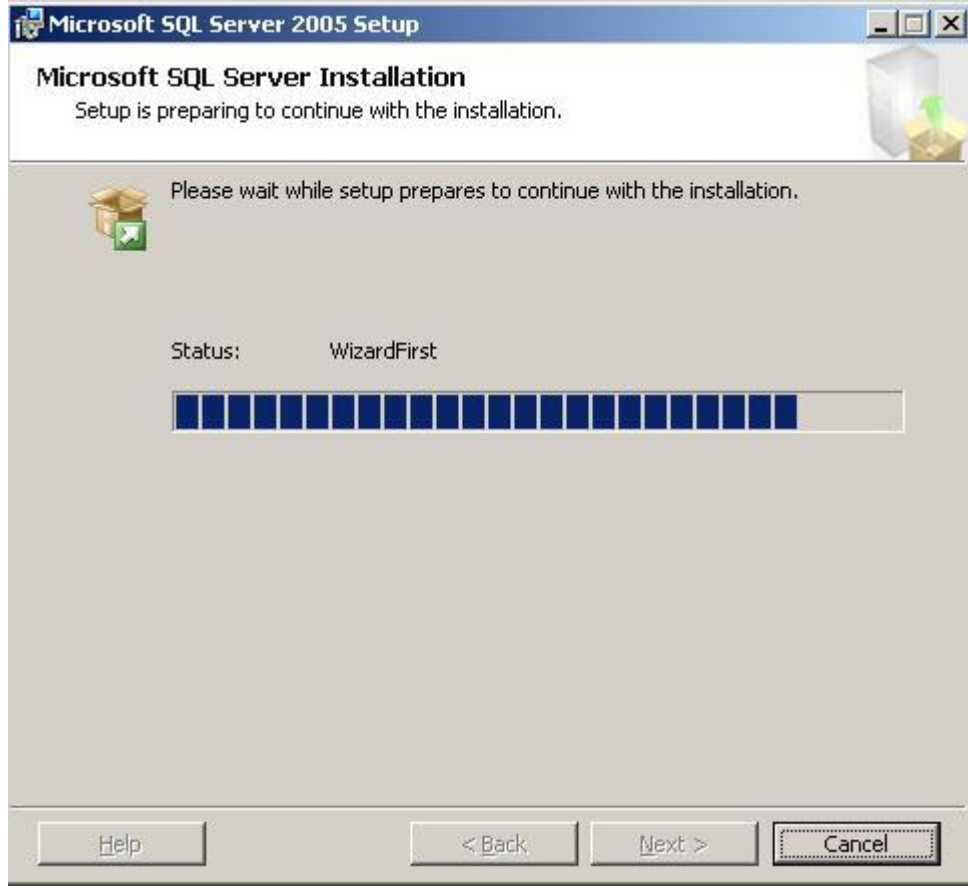 Microsoft SQL Server 2005 Setup
Microsoft SQL Server Installation
Setup is preparing to continue with the installation.
Please wait while setup prepares to continue with the installation.
Status: WizardFirst
Help < Back Next > Cancel